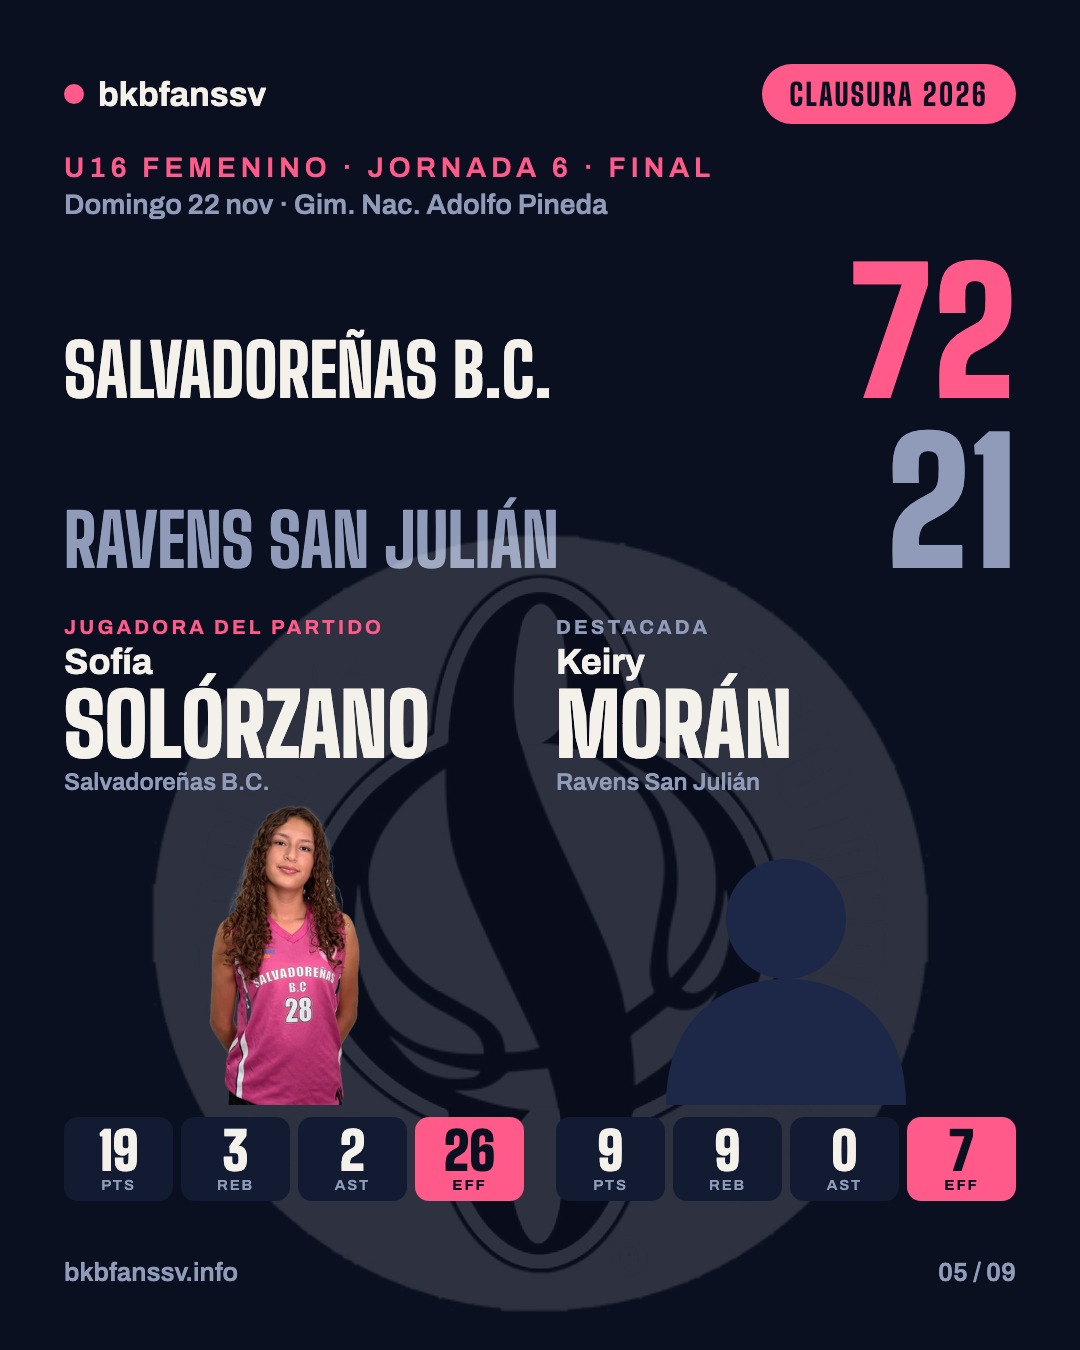 bkbfanssv
CLAUSURA 2026
U16 FEMENINO · JORNADA 6 · FINAL
Domingo 22 nov · Gim. Nac. Adolfo Pineda
SALVADOREÑAS B.C. 72
RAVENS SAN JULIÁN 21
JUGADORA DEL PARTIDO
Sofía
SOLÓRZANO
Salvadoreñas B.C.
DESTACADA
Keiry
MORÁN
Ravens San Julián
SALVADOREÑAS
B.C
28
19 3 2 26
PTS REB AST EFF
9 9 0 7
PTS REB AST EFF
bkbfanssv.info
05 / 09